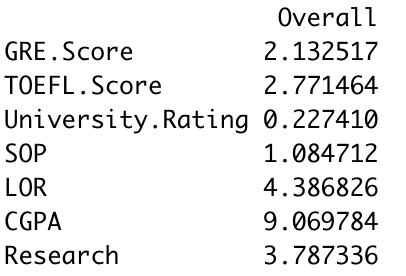 Overall
GRE.Score 2.132517
TOEFL.Score 2.771464
University.Rating 0.227410
SOP 1.084712
LOR 4.386826
CGPA 9.069784
Research 3.787336